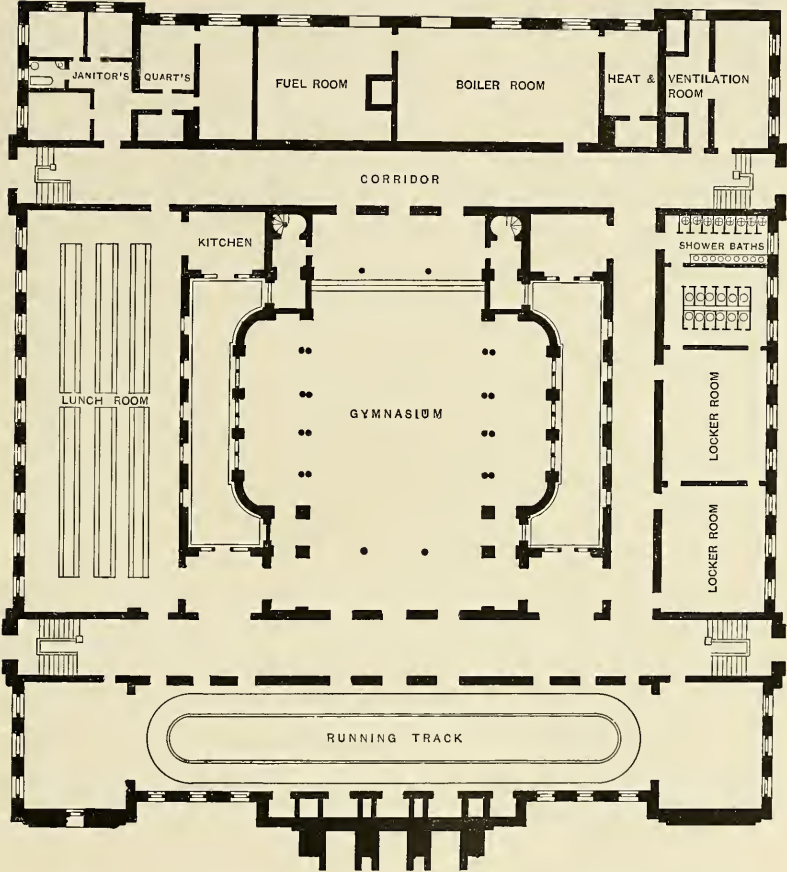 JANITOR'S QUART'S
FUEL ROOM
BOILER ROOM
HEAT & VENTILATION
ROOM
CORRIDOR
KITCHEN
SHOWER BATHS
LUNCH ROOM
GYMNASIUM
LOCKER ROOM
LOCKER ROOM
RUNNING TRACK